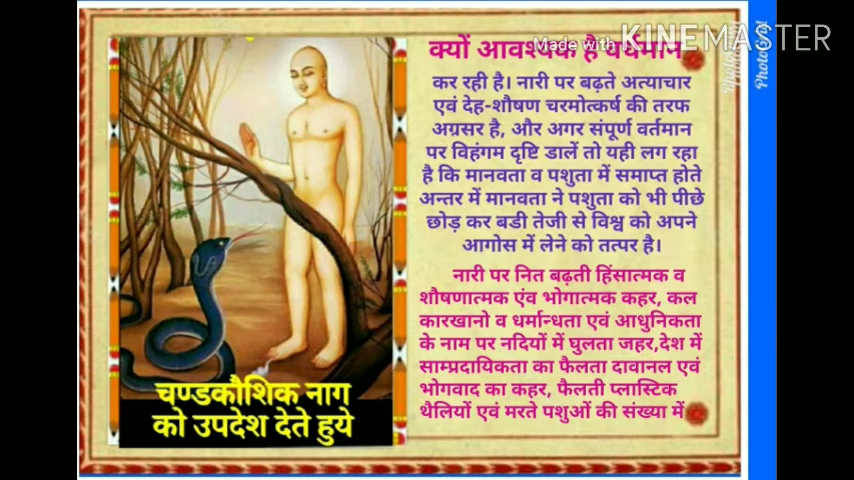 क्यों आवश्यक है वर्धमान
Made with KINEMASTER
कर रही है। नारी पर बढ़ते अत्याचार
एवं देह-शौषण चरमोत्कर्ष की तरफ
अग्रसर है, और अगर संपूर्ण वर्तमान
पर विहंगम दृष्टि डालें तो यही लग रहा
है कि मानवता व पशुता में समाप्त होते
अन्तर में मानवता ने पशुता को भी पीछे
छोड़ कर बडी तेजी से विश्व को अपने
आगोस में लेने को तत्पर है।
नारी पर नित बढ़ती हिंसात्मक व
शौषणात्मक एंव भोगात्मक कहर, कल
कारखानो व धर्मान्धता एवं आधुनिकता
के नाम पर नदियों में घुलता जहर,देश में
साम्प्रदायिकता का फैलता दावानल एवं
भोगवाद का कहर, फैलती प्लास्टिक
थैलियों एवं मरते पशुओं की संख्या में
चण्डकौशिक नाग
को उपदेश देते हुये